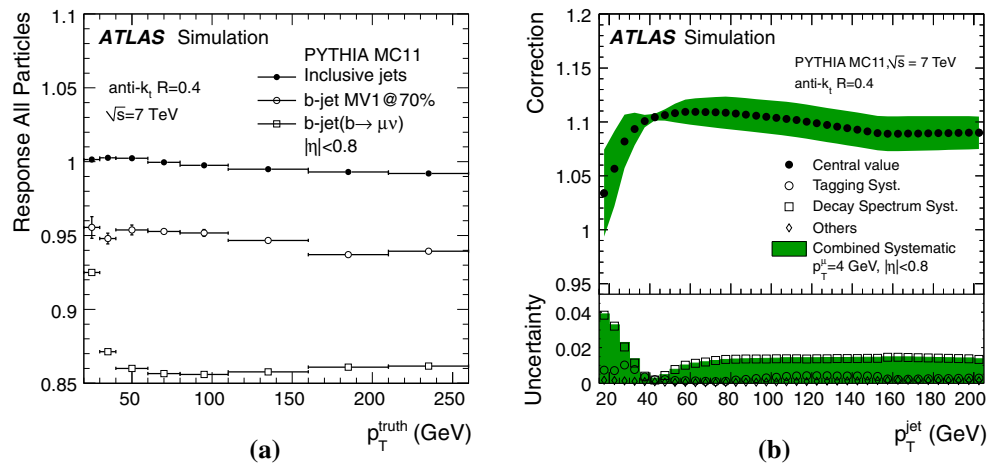 1.1
ATLAS Simulation
PYTHIA MC11
anti-kt R=0.4
√s=7 TeV
Inclusive jets
b-jet MV1@70%
b-jet(b→ μν)
|η|<0.8
Response All Particles
1.05
1
0.95
0.9
0.85
50 100 150 200 250
p_T^truth (GeV)
(a)
1.2
ATLAS Simulation
PYTHIA MC11,√s = 7 TeV
anti-kt R=0.4
Correction
1.15
1.1
1.05
1
0.95
Central value
Tagging Syst.
Decay Spectrum Syst.
Others
Combined Systematic
p_T^μ=4 GeV, |η|<0.8
Uncertainty
0.04
0.02
0
20 40 60 80 100 120 140 160 180 200
p_T^jet (GeV)
(b)